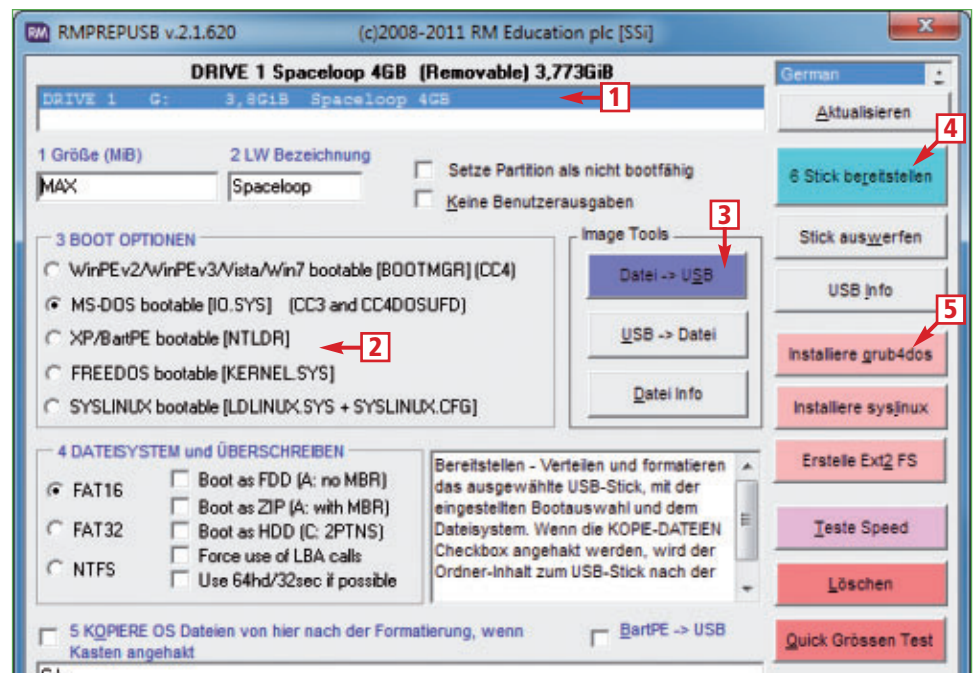 RM RMPREPUSB v.2.1.620 (c)2008-2011 RM Education plc [SSi]
DRIVE 1 Spaceloop 4GB (Removable) 3,773GiB
DRIVE 1 G: 3,8GiB Spaceloop 4GB
1
German
Aktualisieren
4
1 Größe (MiB)
MAX
2 LW Bezeichnung
Spaceloop
Setze Partition als nicht bootfähig
Keine Benutzerausgaben
6 Stick bereitstellen
3 BOOT OPTIONEN
WinPEv2/WinPEv3/Vista/Win7 bootable [BOOTMGR] (CC4)
MS-DOS bootable [IO.SYS] (CC3 and CC4DOSUFD)
XP/BartPE bootable [NTLDR]
2
FREEDOS bootable [KERNEL.SYS]
SYSLINUX bootable [LDLINUX.SYS + SYSLINUX.CFG]
3
Image Tools
Datei -> USB
USB -> Datei
Datei Info
Stick auswerfen
USB Info
5
Installiere grub4dos
Installiere syslinux
Erstelle Ext2 FS
Teste Speed
Löschen
Quick Grössen Test
4 DATEISYSTEM und ÜBERSCHREIBEN
FAT16
FAT32
NTFS
Boot as FDD (A: no MBR)
Boot as ZIP (A: with MBR)
Boot as HDD (C: 2PTNS)
Force use of LBA calls
Use 64hd/32sec if possible
Bereitstellen - Verteilen und formatieren
das ausgewählte USB-Stick, mit der
eingestellten Bootauswahl und dem
Dateisystem. Wenn die KOPIE-DATEIEN
Checkbox angehakt werden, wird der
Ordner-Inhalt zum USB-Stick nach der
5 KOPIERE OS Dateien von hier nach der Formatierung, wenn
Kasten angehakt
BartPE -> USB